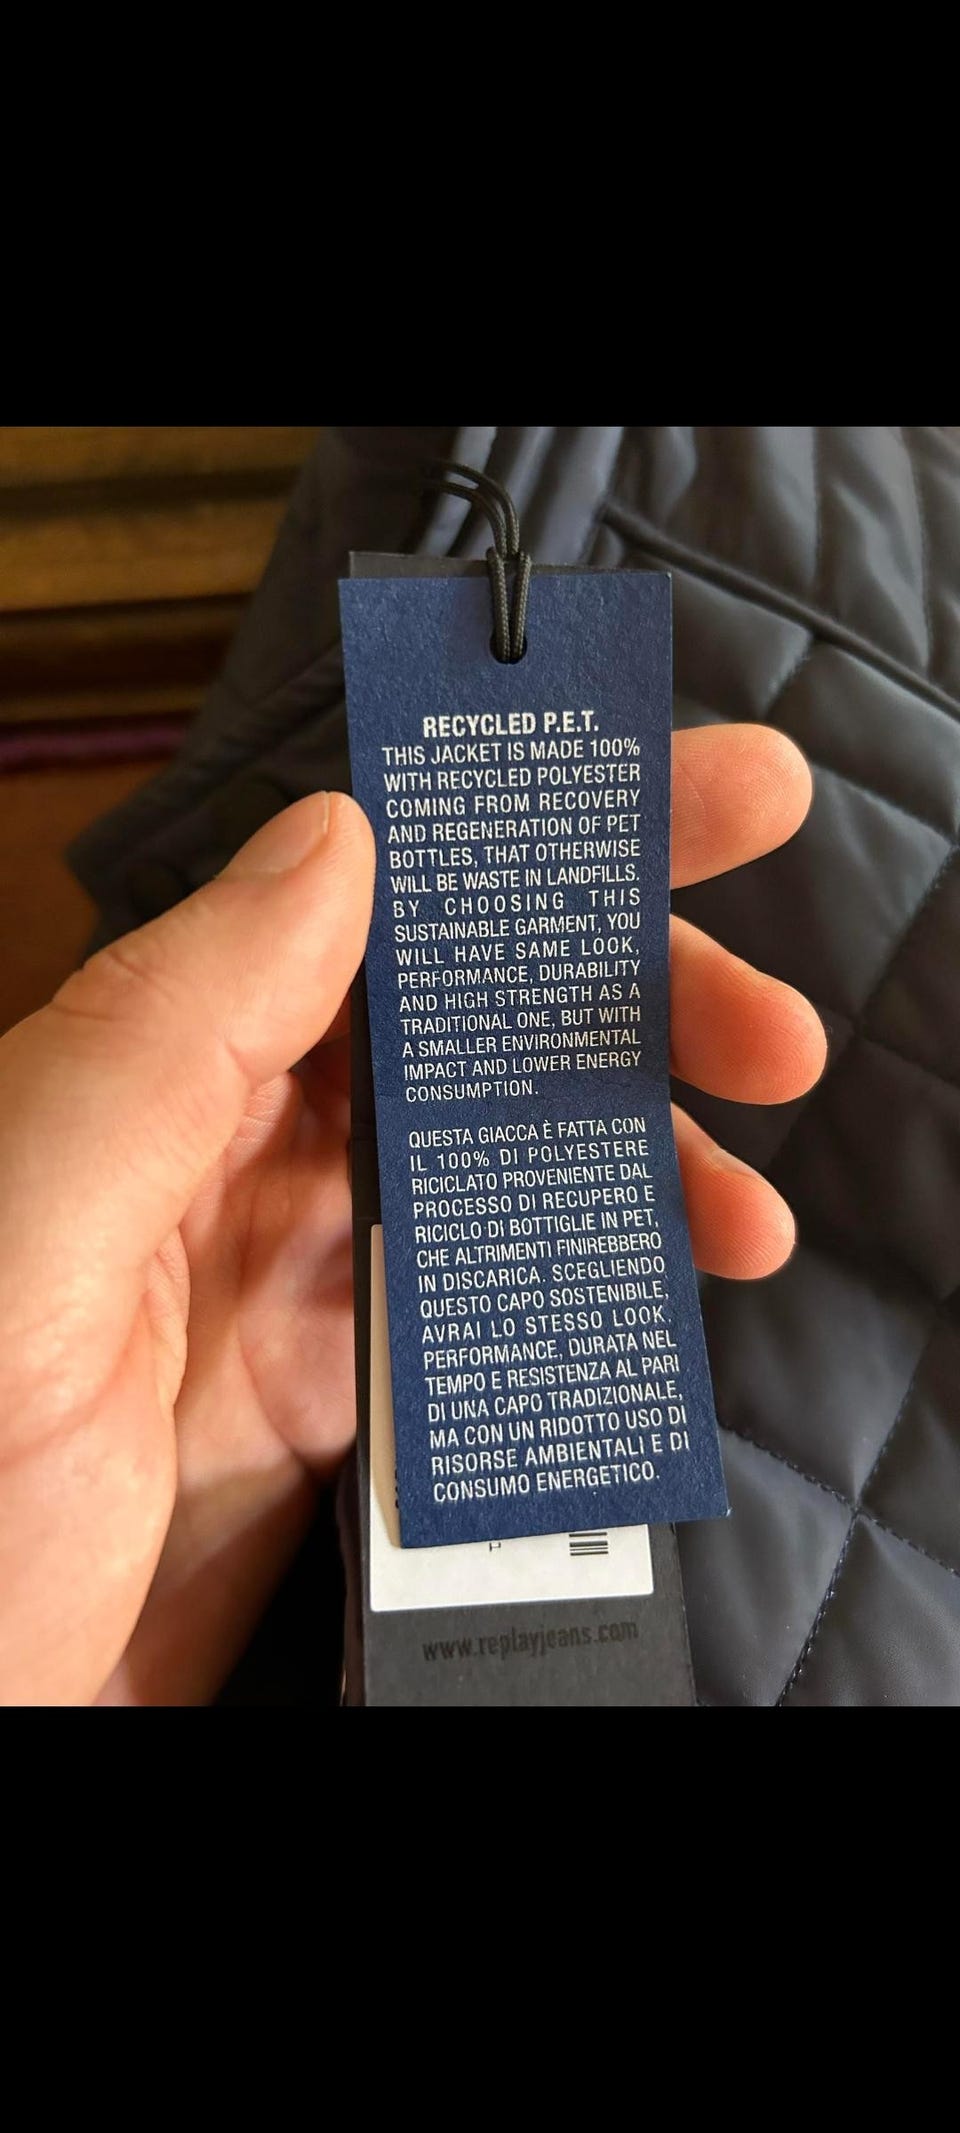 RECYCLED P.E.T.
THIS JACKET IS MADE 100%
WITH RECYCLED POLYESTER
COMING FROM RECOVERY
AND REGENERATION OF PET
BOTTLES, THAT OTHERWISE
WILL BE WASTE IN LANDFILLS.
BY CHOOSING THIS
SUSTAINABLE GARMENT, YOU
WILL HAVE SAME LOOK,
PERFORMANCE, DURABILITY
AND HIGH STRENGTH AS A
TRADITIONAL ONE, BUT WITH
A SMALLER ENVIRONMENTAL
IMPACT AND LOWER ENERGY
CONSUMPTION.
QUESTA GIACCA È FATTA CON
IL 100% DI POLYESTERE
RICICLATO PROVENIENTE DAL
PROCESSO DI RECUPERO E
RICICLO DI BOTTIGLIE IN PET,
CHE ALTRIMENTI FINIREBBERO
IN DISCARICA. SCEGLIENDO
QUESTO CAPO SOSTENIBILE,
AVRAI LO STESSO LOOK,
PERFORMANCE, DURATA NEL
TEMPO E RESISTENZA AL PARI
DI UNA CAPO TRADIZIONALE,
MA CON UN RIDOTTO USO DI
RISORSE AMBIENTALI E DI
CONSUMO ENERGETICO.
www.replayjeans.com